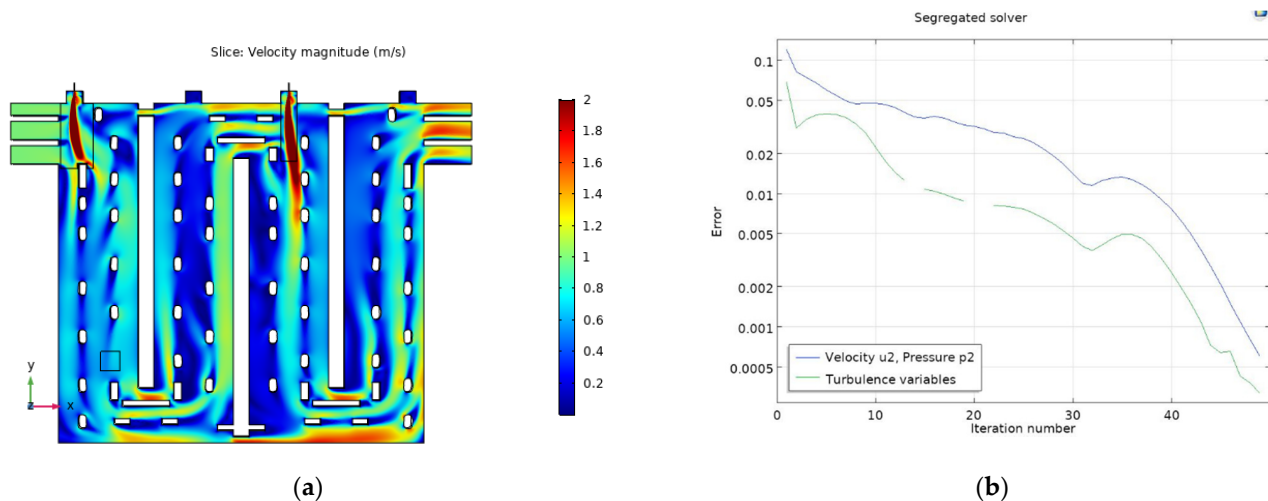 Slice: Velocity magnitude (m/s)
2
1.8
1.6
1.4
1.2
1
0.8
0.6
0.4
0.2
y
z
x
(a)
Segregated solver
Error
0.1
0.05
0.02
0.01
0.005
0.002
0.001
0.0005
Velocity u2, Pressure p2
Turbulence variables
0 10 20 30 40
Iteration number
(b)